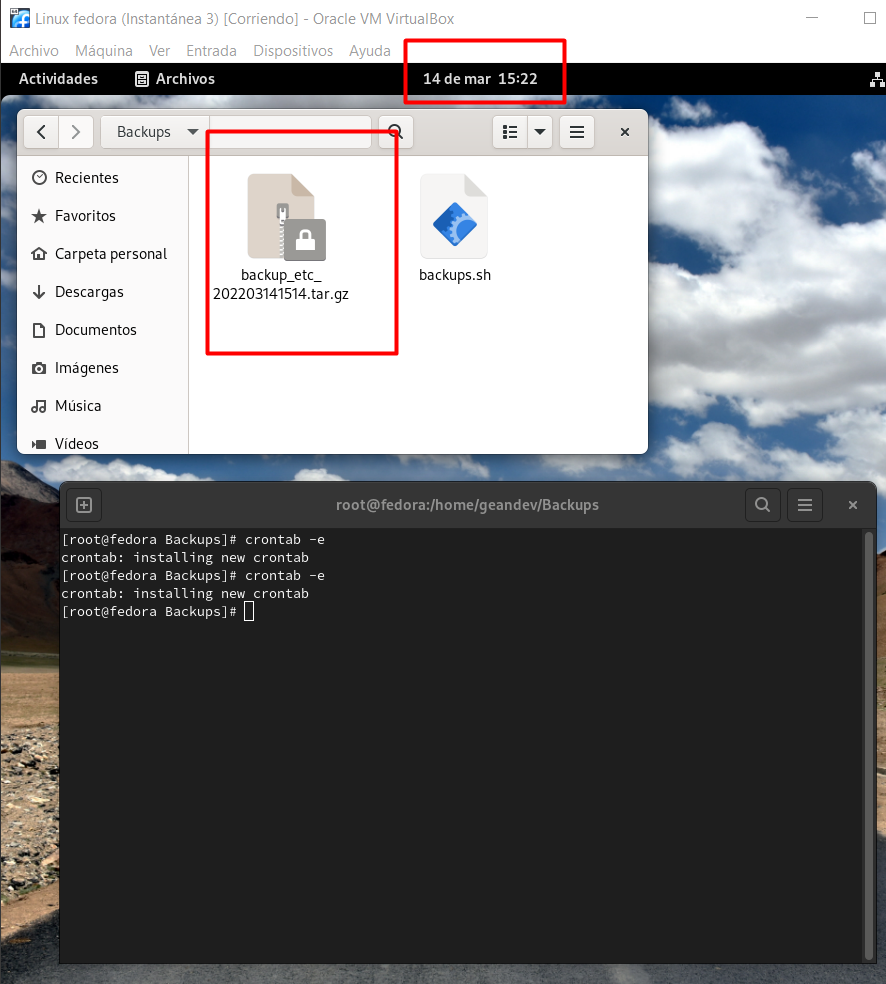 Linux fedora (Instantánea 3) [Corriendo] - Oracle VM VirtualBox
Archivo Máquina Ver Entrada Dispositivos Ayuda
Actividades Archivos 14 de mar 15:22
Backups
Recientes
Favoritos
Carpeta personal
Descargas
Documentos
Imágenes
Música
Vídeos
backup_etc_
202203141514.tar.gz
backups.sh
root@fedora:/home/geandev/Backups
[root@fedora Backups]# crontab -e
crontab: installing new crontab
[root@fedora Backups]# crontab -e
crontab: installing new crontab
[root@fedora Backups]#